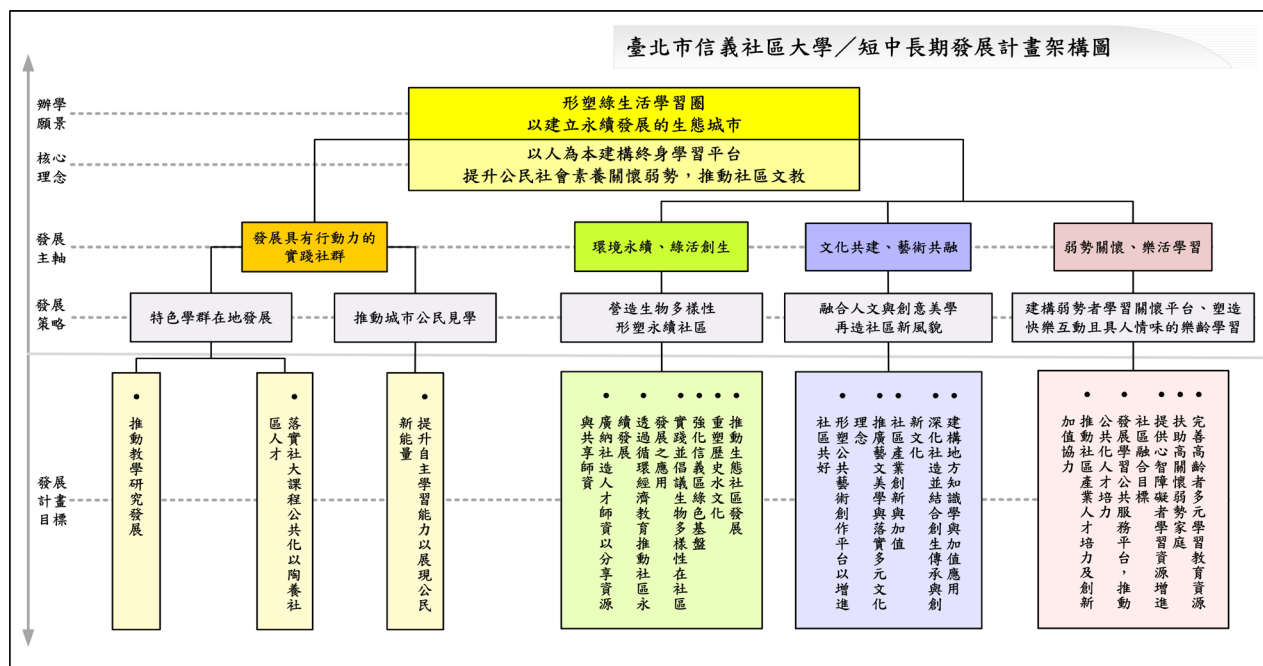 臺北市信義社區大學／短中長期發展計畫架構圖
辦學
願景
形塑綠生活學習圈
以建立永續發展的生態城市
核心
理念
以人為本建構終身學習平台
提升公民社會素養關懷弱勢，推動社區文教
發展
主軸
發展具有行動力的
實踐社群
環境永續、綠活創生
文化共建、藝術共融
弱勢關懷、樂活學習
發展
策略
特色學群在地發展
推動城市公民見學
營造生物多樣性
形塑永續社區
融合人文與創意美學
再造社區新風貌
建構弱勢者學習關懷平台、塑造
快樂互動且具人情味的樂齡學習
發展
計畫
目標
• 推動教學研究發展
• 落實社大課程公共化以陶養社
區人才
• 提升自主學習能力以展現公民
新能量
• 推動生態社區發展
• 重塑歷史水文化
• 強化信義區綠色基盤
• 實踐並倡議生物多樣性在社區
發展之應用
• 透過循環經濟教育推動社區永
續發展
• 廣納社造人才師資以分享資源
與共享師資
• 建構地方知識學與加值應用
• 深化社造並結合創生傳承與創
新文化
• 社區產業創新與加值
• 推廣藝文美學與落實多元文化
理念
• 形塑公共藝術創作平台以增進
社區共好
• 完善高齡者多元學習教育資源
• 扶助高關懷弱勢家庭
• 提供心智障礙者學習資源增進
社區融合目標
• 發展學習公共服務平台，推動
公共化人才培力
• 推動社區產業人才培力及創新
加值協力